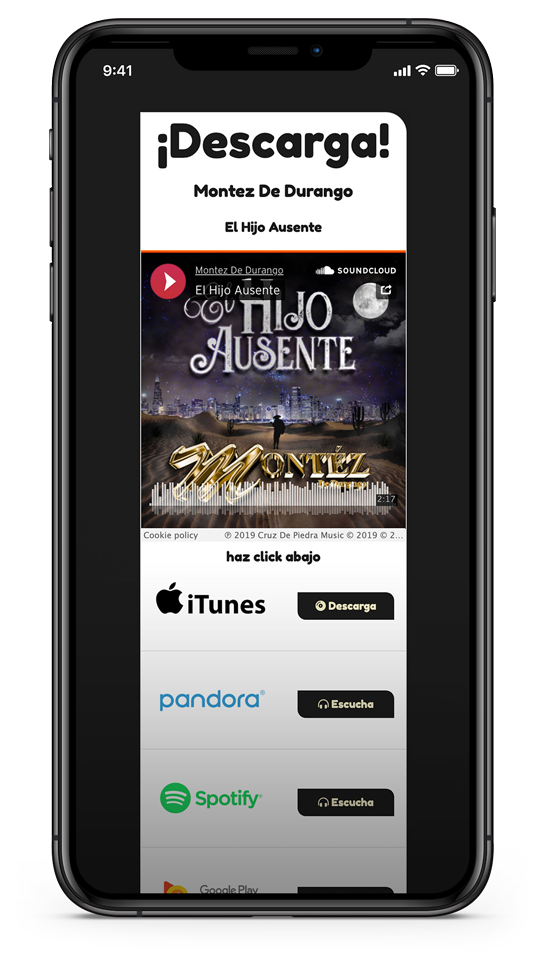 9:41
¡Descarga!
Montez De Durango
El Hijo Ausente
Montez De Durango
SOUNDCLOUD
El Hijo Ausente
El Hijo
Ausente
Montéz
De Durango
2:17
Cookie policy
℗ 2019 Cruz De Piedra Music © 2019 © 2...
haz click abajo
iTunes
Descarga
pandora®
Escucha
Spotify®
Escucha
Google Play